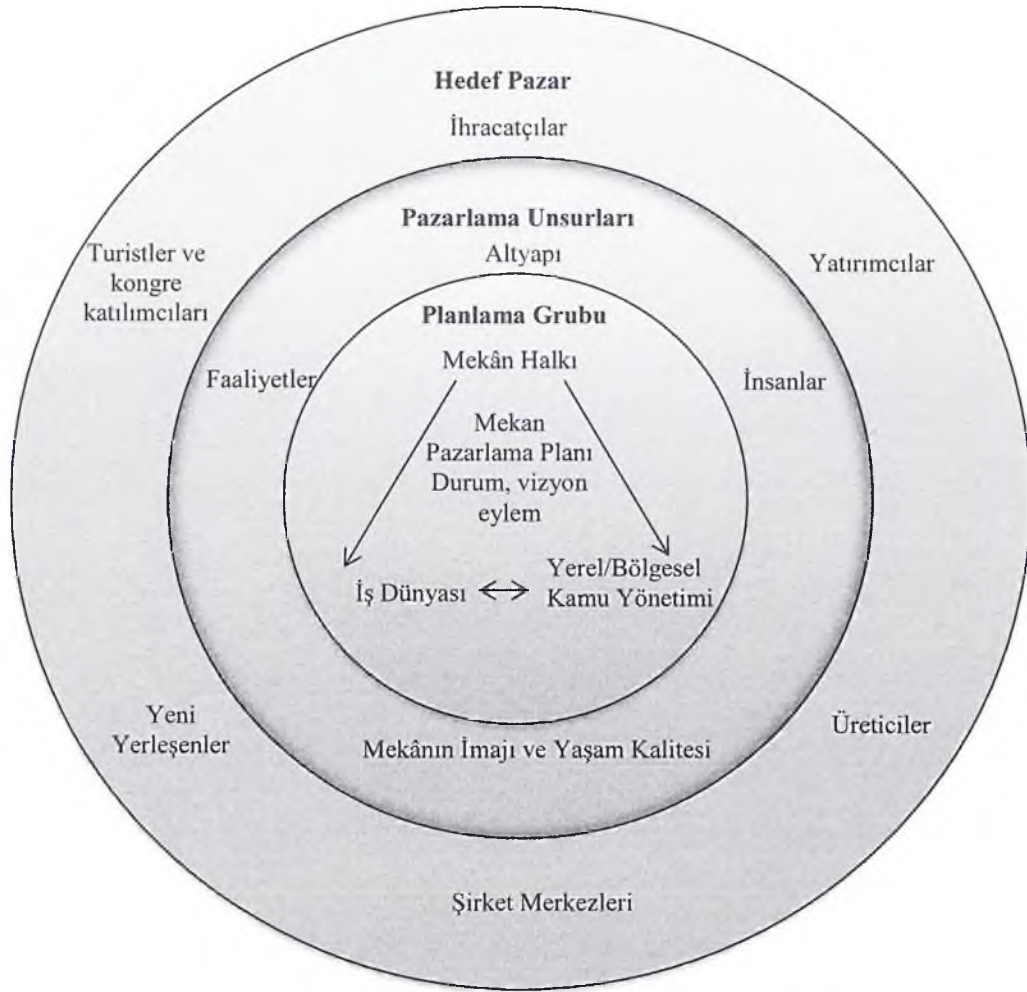 Hedef Pazar
İhracatçılar
Pazarlama Unsurları
Altyapı
Turistler ve
kongre
katılımcıları
Yatırımcılar
Planlama Grubu
Mekân Halkı
Faaliyetler
İnsanlar
Mekan
Pazarlama Planı
Durum, vizyon
eylem
İş Dünyası
Yerel/Bölgesel
Kamu Yönetimi
Yeni
Yerleşenler
Üreticiler
Mekânın İmajı ve Yaşam Kalitesi
Şirket Merkezleri